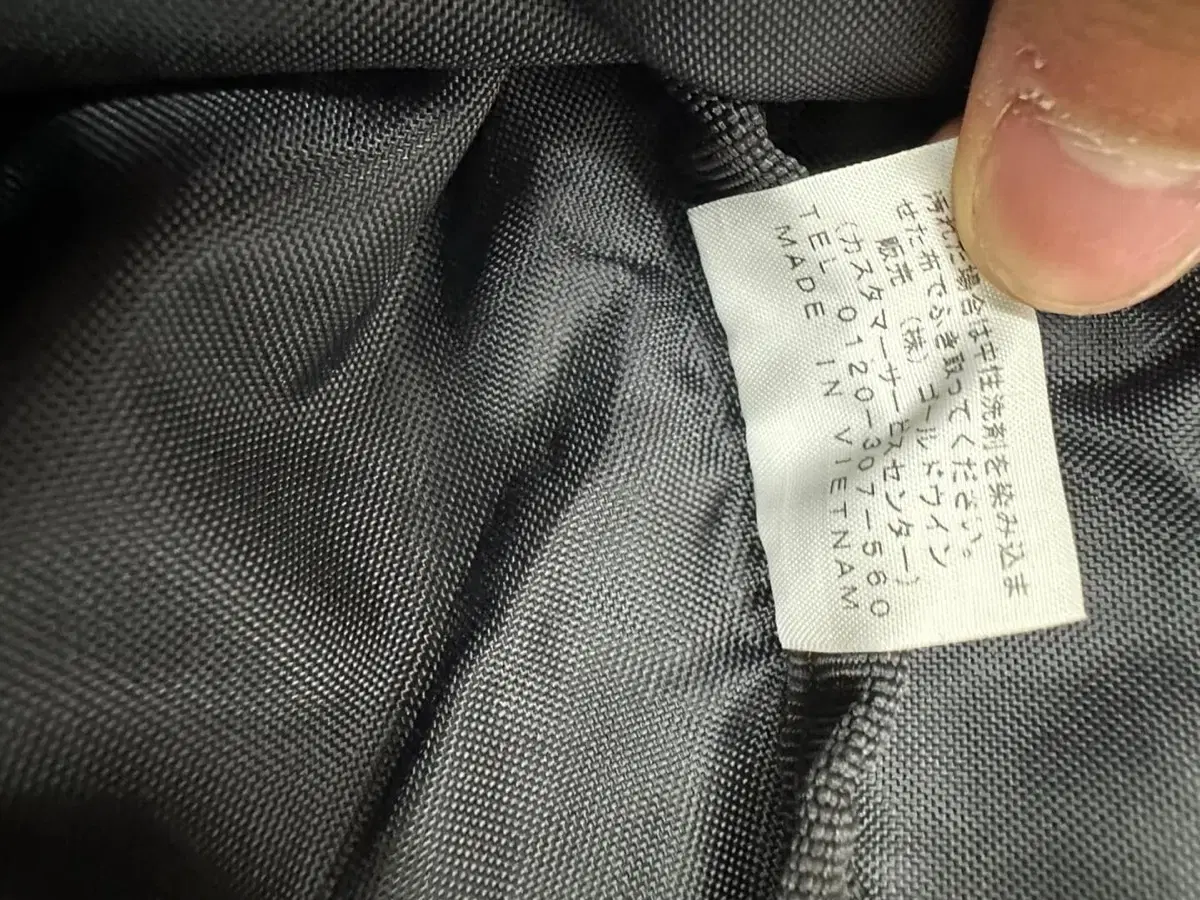 汚れた場合は中性洗剤を染み込ま
せた布でふき取ってください。
販売 (株)ゴールドウイン
(カスタマーサービスセンター)
TEL 0120-307-560
MADE IN VIETNAM